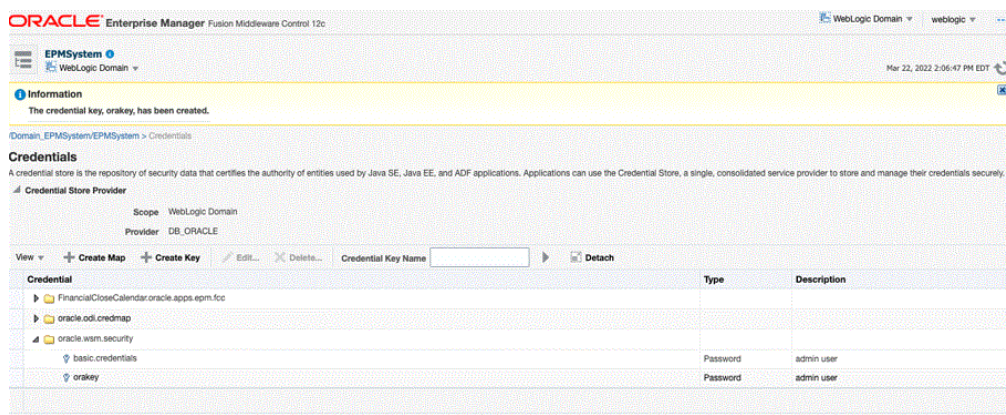 ORACLE Enterprise Manager Fusion Middleware Control 12c
WebLogic Domain weblogic
EPMSystem
WebLogic Domain
Mar 22, 2022 2:06:47 PM EDT
Information
The credential key, orakey, has been created.
/Domain_EPMSystem/EPMSystem > Credentials
Credentials
A credential store is the repository of security data that certifies the authority of entities used by Java SE, Java EE, and ADF applications. Applications can use the Credential Store, a single, consolidated service provider to store and manage their credentials securely.
Credential Store Provider
Scope WebLogic Domain
Provider DB_ORACLE
View Create Map Create Key Edit... Delete... Credential Key Name Detach
Credential Type Description
FinancialCloseCalendar.oracle.apps.epm.fcc
oracle.odi.credmap
oracle.wsm.security
basic.credentials Password admin user
orakey Password admin user